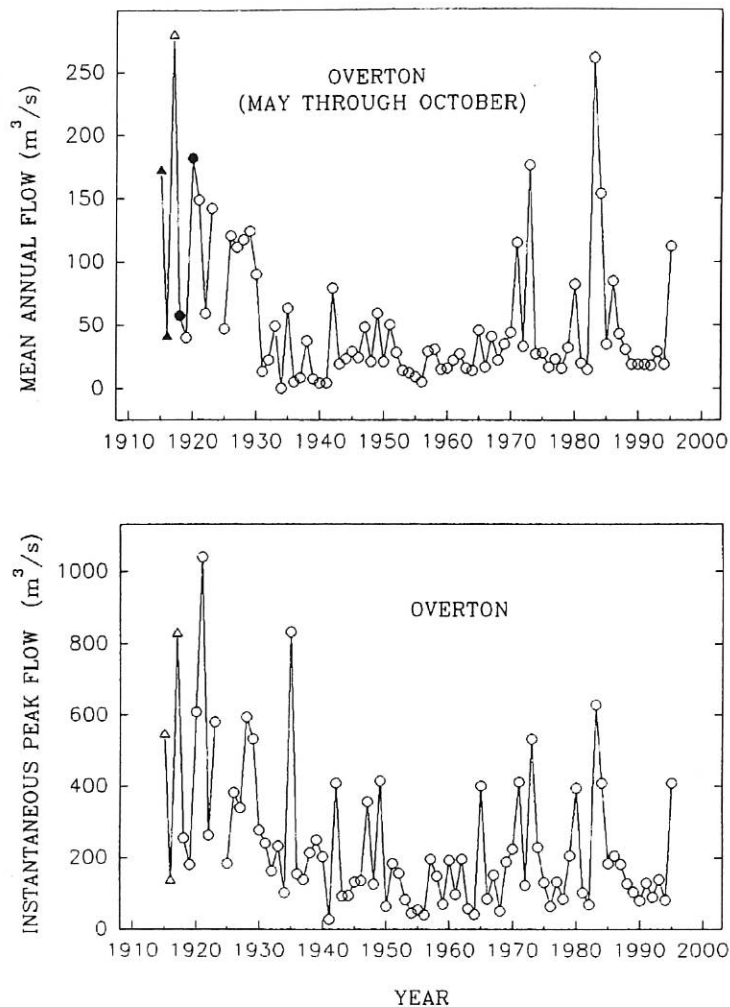 MEAN ANNUAL FLOW (m³/s)
250
200
150
100
50
0
OVERTON
(MAY THROUGH OCTOBER)
1910 1920 1930 1940 1950 1960 1970 1980 1990 2000
INSTANTANEOUS PEAK FLOW (m³/s)
1000
800
600
400
200
0
OVERTON
1910 1920 1930 1940 1950 1960 1970 1980 1990 2000
YEAR